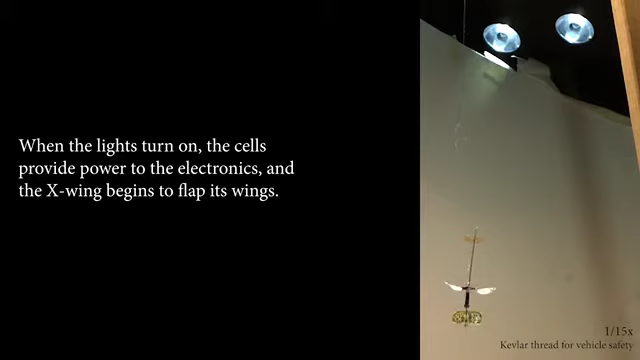 When the lights turn on, the cells
provide power to the electronics, and
the X-wing begins to flap its wings.
1/15x
Kevlar thread for vehicle safety